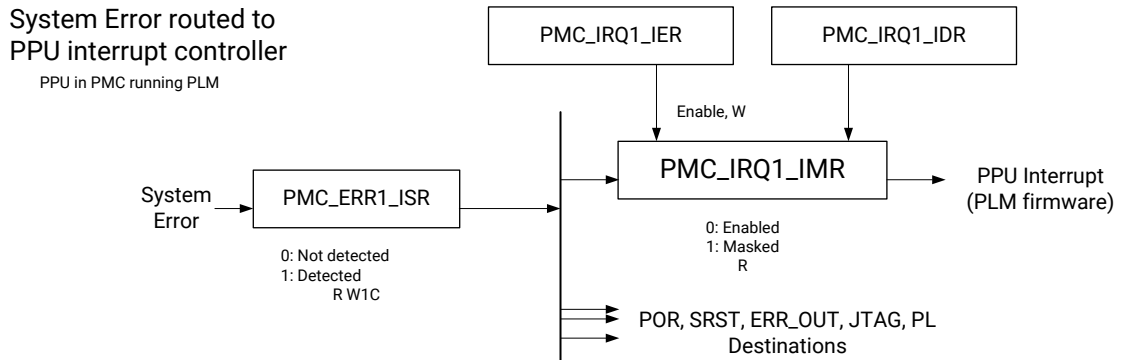 System Error routed to
PPU interrupt controller
PPU in PMC running PLM
PMC_IRQ1_IER
PMC_IRQ1_IDR
Enable, W
PMC_IRQ1_IMR
PMC_ERR1_ISR
System
Error
PPU Interrupt
(PLM firmware)
0: Enabled
1: Masked
R
0: Not detected
1: Detected
R W1C
POR, SRST, ERR_OUT, JTAG, PL
Destinations